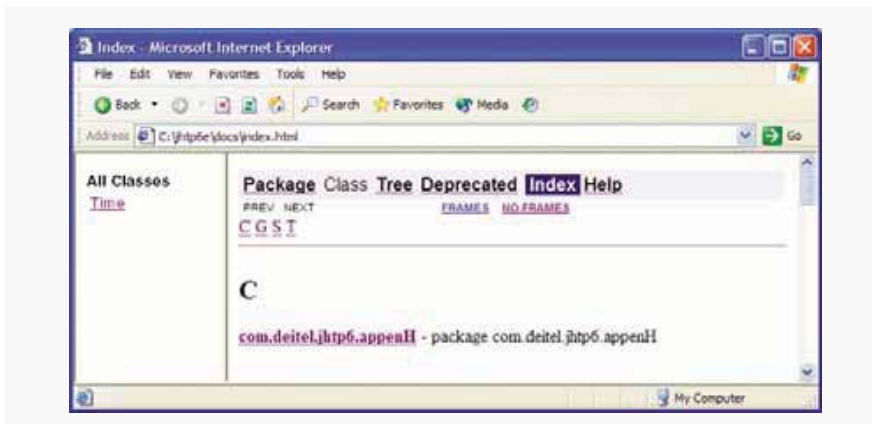 Index - Microsoft Internet Explorer
File Edit View Favorites Tools Help
Back Search Favorites Media
Address C:\jhtp6e\docs\index.html Go
All Classes
Time
Package Class Tree Deprecated Index Help
PREV NEXT FRAMES NO FRAMES
C G S T
C
com.deitel.jhtp6.appenH - package com.deitel.jhtp6.appenH
My Computer